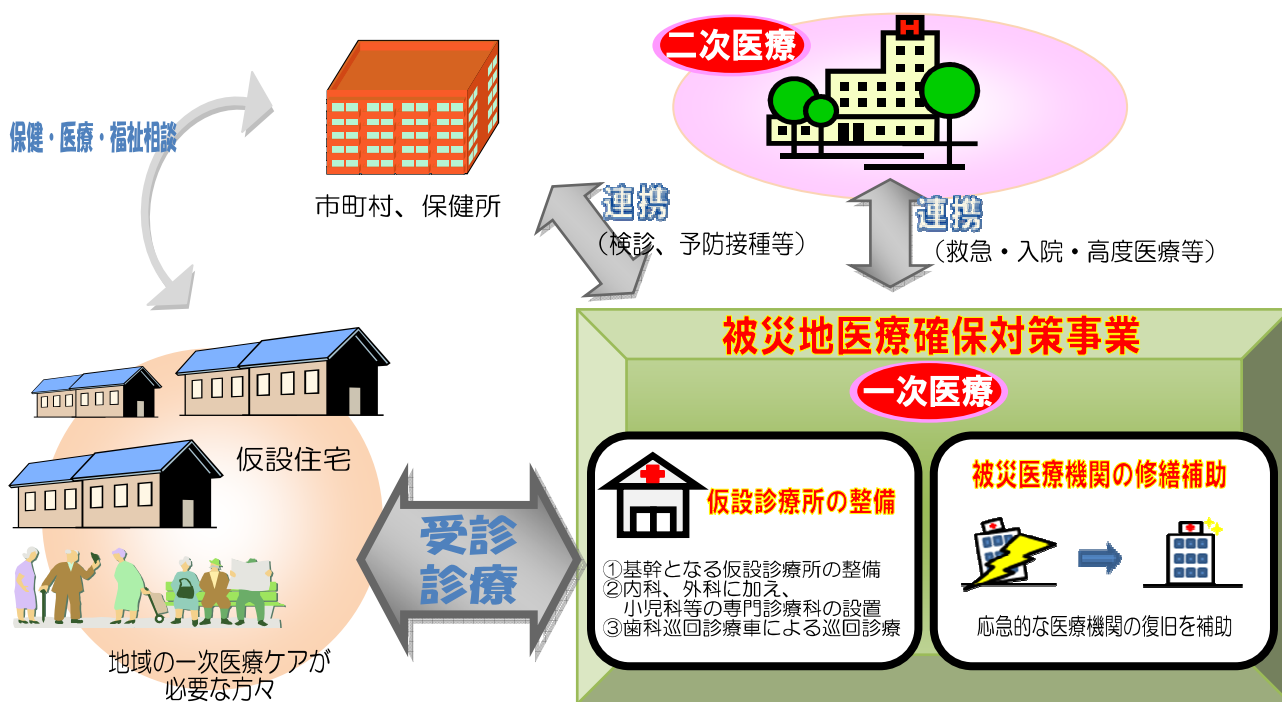 二次医療
H
保健・医療・福祉相談
市町村、保健所
連携
（検診、予防接種等）
連携
（救急・入院・高度医療等）
被災地医療確保対策事業
一次医療
仮設住宅
受診
診療
地域の一次医療ケアが
必要な方々
仮設診療所の整備
①基幹となる仮設診療所の整備
②内科、外科に加え、
小児科等の専門診療科の設置
③歯科巡回診療車による巡回診療
被災医療機関の修繕補助
応急的な医療機関の復旧を補助